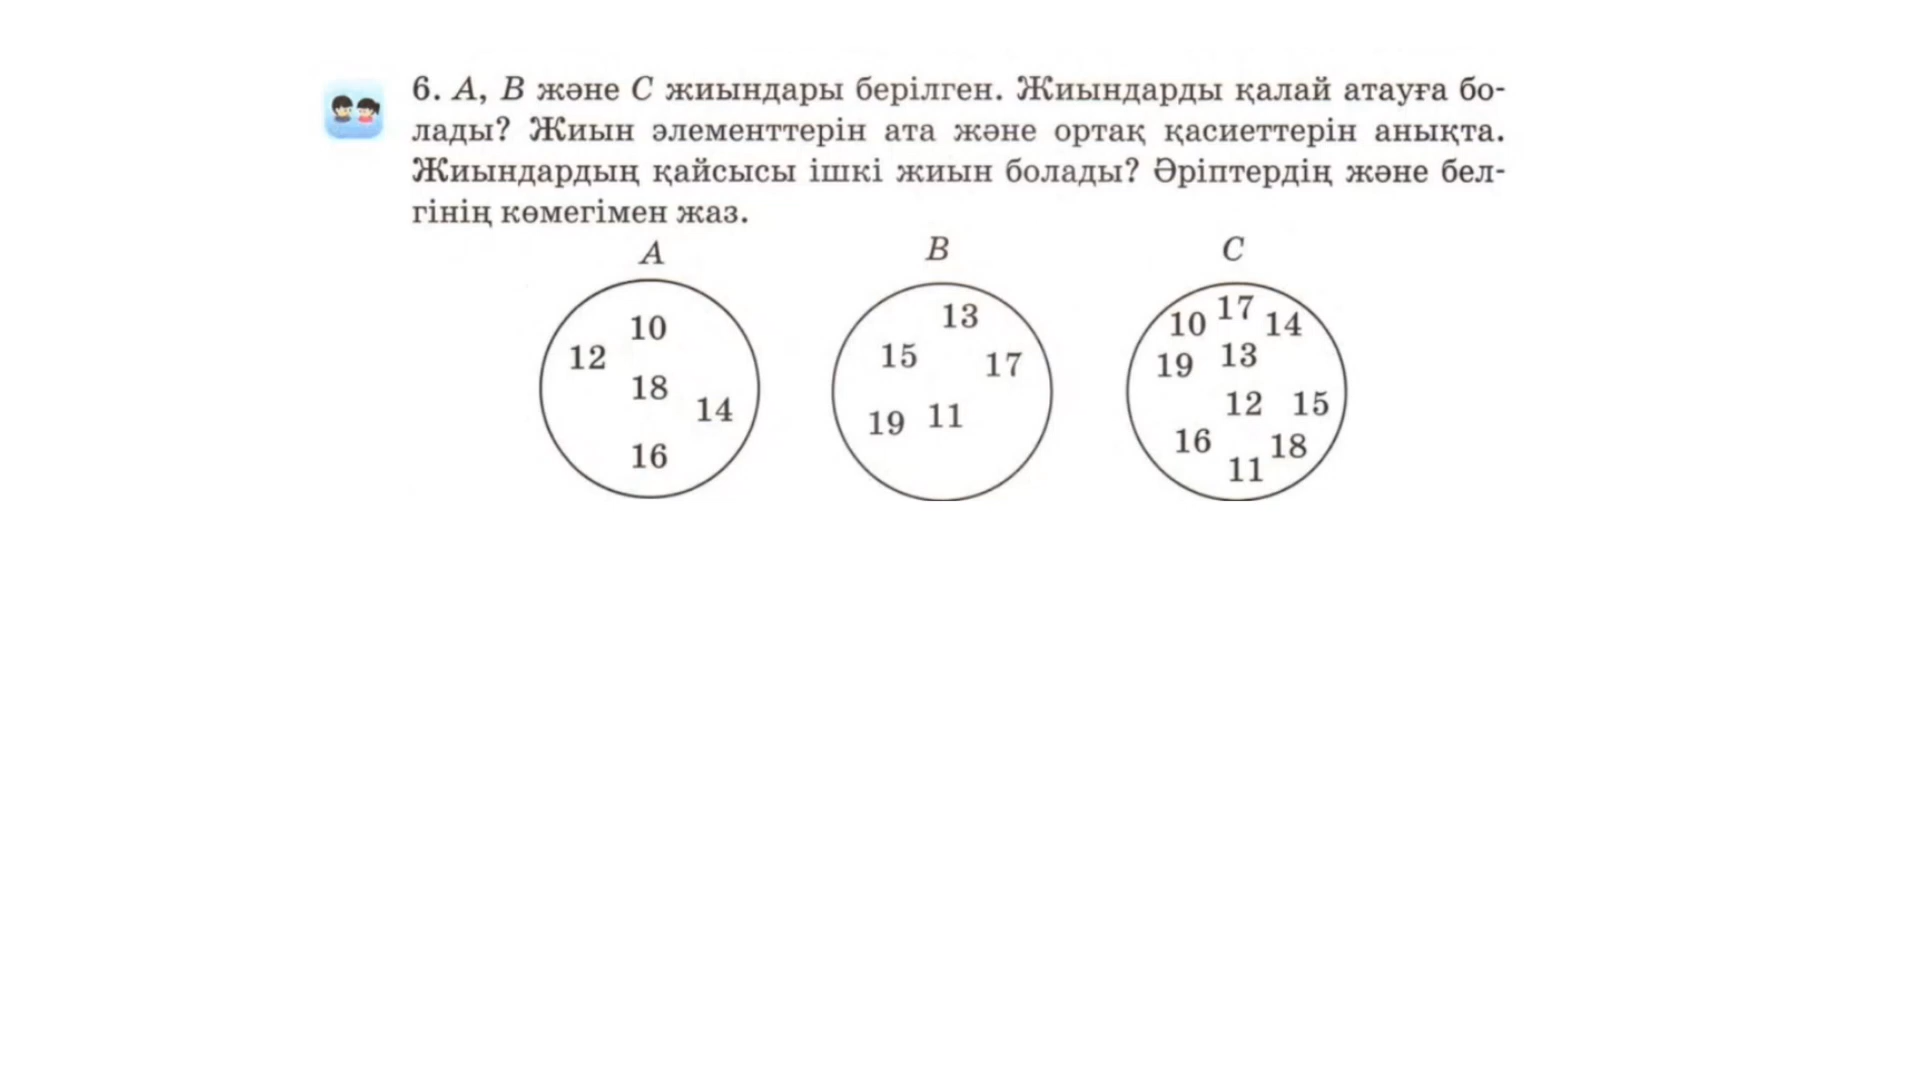 6. A, B және C жиындары берілген. Жиындарды қалай атауға бо-
лады? Жиын элементтерін ата және ортақ қасиеттерін анықта.
Жиындардың қайсысы ішкі жиын болады? Әріптердің және бел-
гінің көмегімен жаз.
A B C
10
12
18
14
16
13
15 17
19 11
17
10 14
19 13
12 15
16 18
11